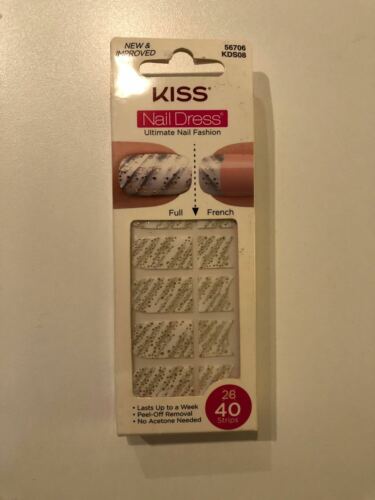 NEW &
IMPROVED
56706
KDS08
KISS
Nail Dress®
Ultimate Nail Fashion
Full
French
• Lasts Up to a Week
• Peel-Off Removal
• No Acetone Needed
28
40
Strips